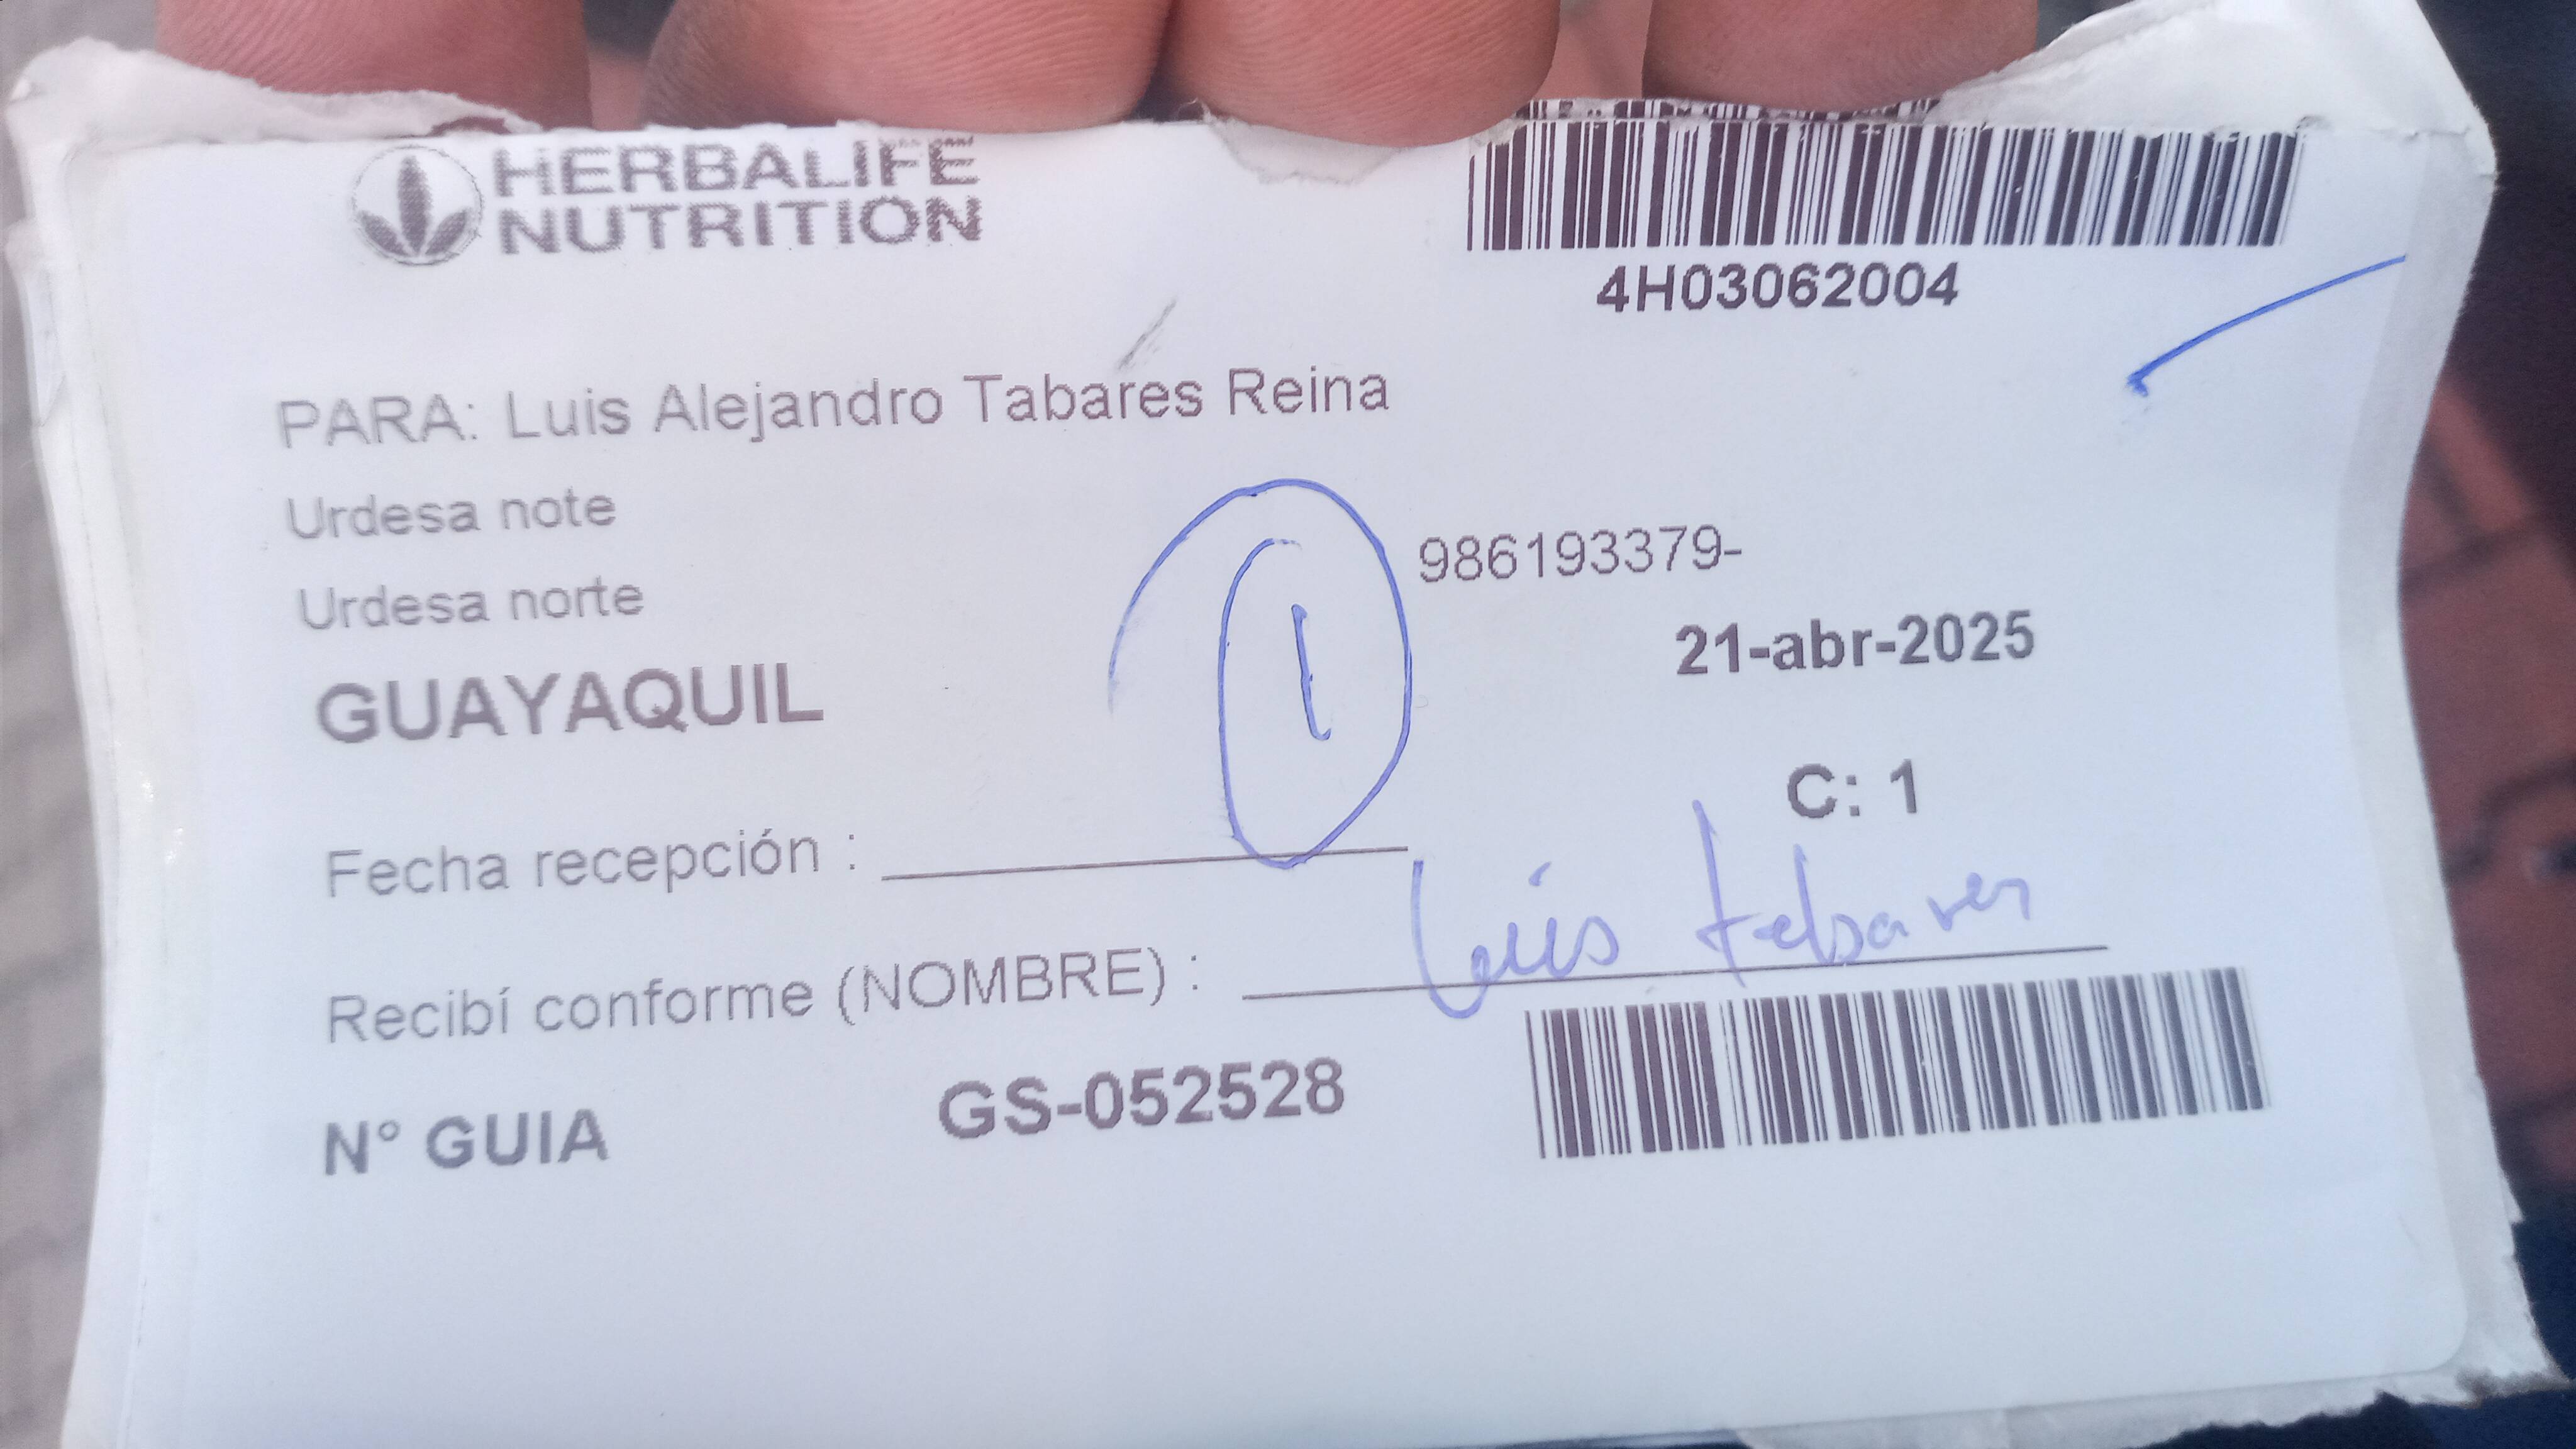 HERBALIFE
NUTRITION
4H03062004
PARA: Luis Alejandro Tabares Reina
Urdesa note
986193379-
Urdesa norte
21-abr-2025
GUAYAQUIL
1
C: 1
Fecha recepción :
Recibí conforme (NOMBRE) : Luis tabares
N° GUIA GS-052528